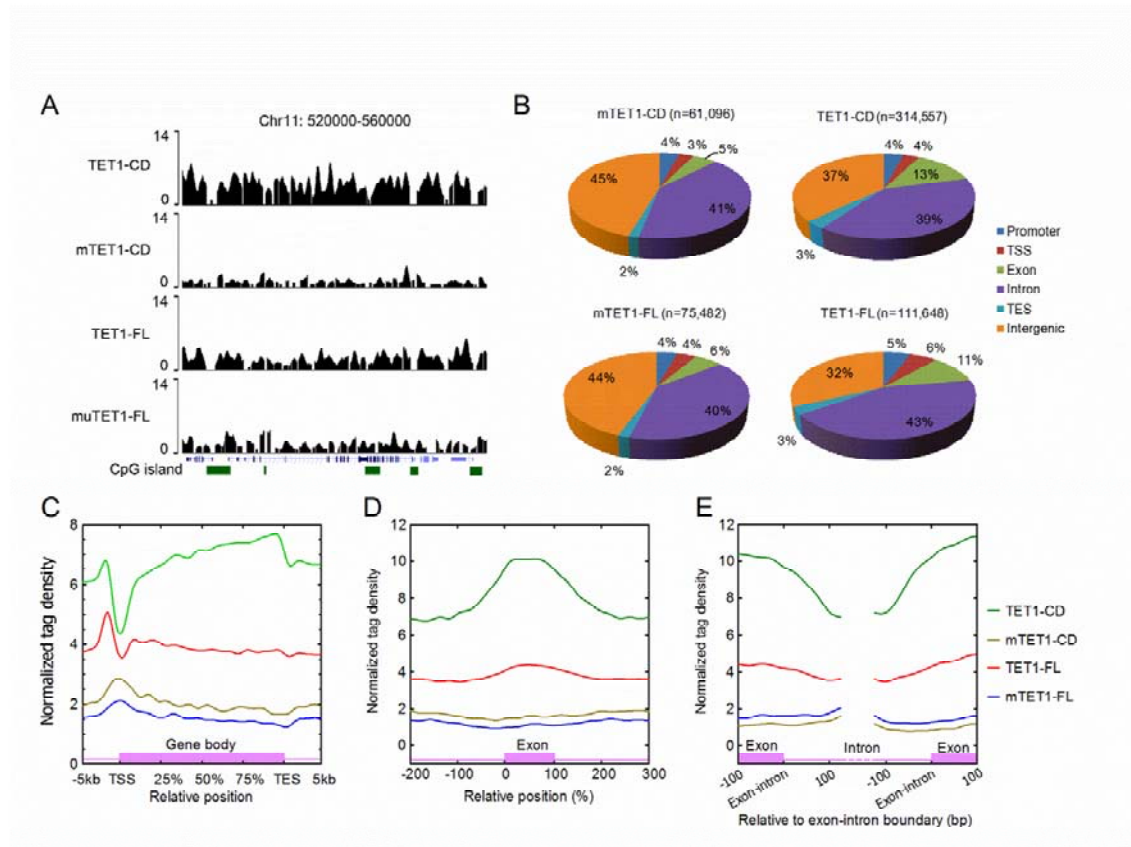 A
Chr11: 520000-560000
14
TET1-CD
0
14
mTET1-CD
0
14
TET1-FL
0
14
muTET1-FL
0
CpG island
B
mTET1-CD (n=61,096)
4%
3%
5%
45%
41%
2%
TET1-CD (n=314,557)
4%
4%
13%
37%
39%
3%
Promoter
TSS
Exon
Intron
TES
Intergenic
mTET1-FL (n=75,482)
4%
4%
6%
44%
40%
2%
TET1-FL (n=111,648)
5%
6%
11%
32%
43%
3%
C
Normalized tag density
8
6
4
2
0
Gene body
-5kb TSS 25% 50% 75% TES 5kb
Relative position
D
Normalized tag density
12
10
8
6
4
2
0
Exon
-200 -100 0 100 200 300
Relative position (%)
E
Normalized tag density
12
10
8
6
4
2
0
Exon Intron Exon
-100 Exon-intron 100 -100 Exon-intron 100
Relative to exon-intron boundary (bp)
TET1-CD
mTET1-CD
TET1-FL
mTET1-FL